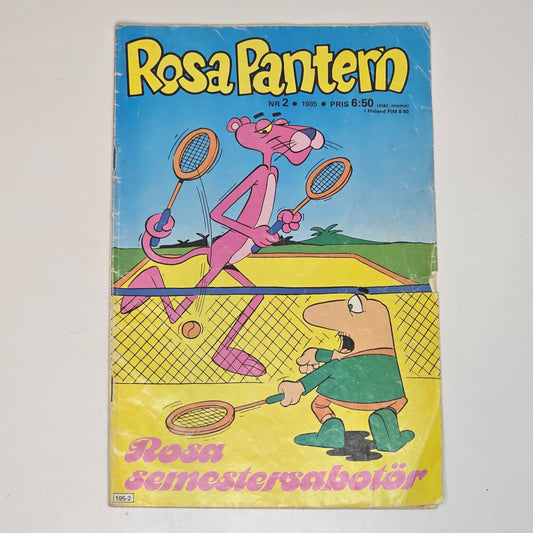 Rosa Pantern
NR 2 • 1985 • PRIS 6:50 (inkl. moms)
i Finland FIM 6:50
Rosa
semestersabotör
195-2